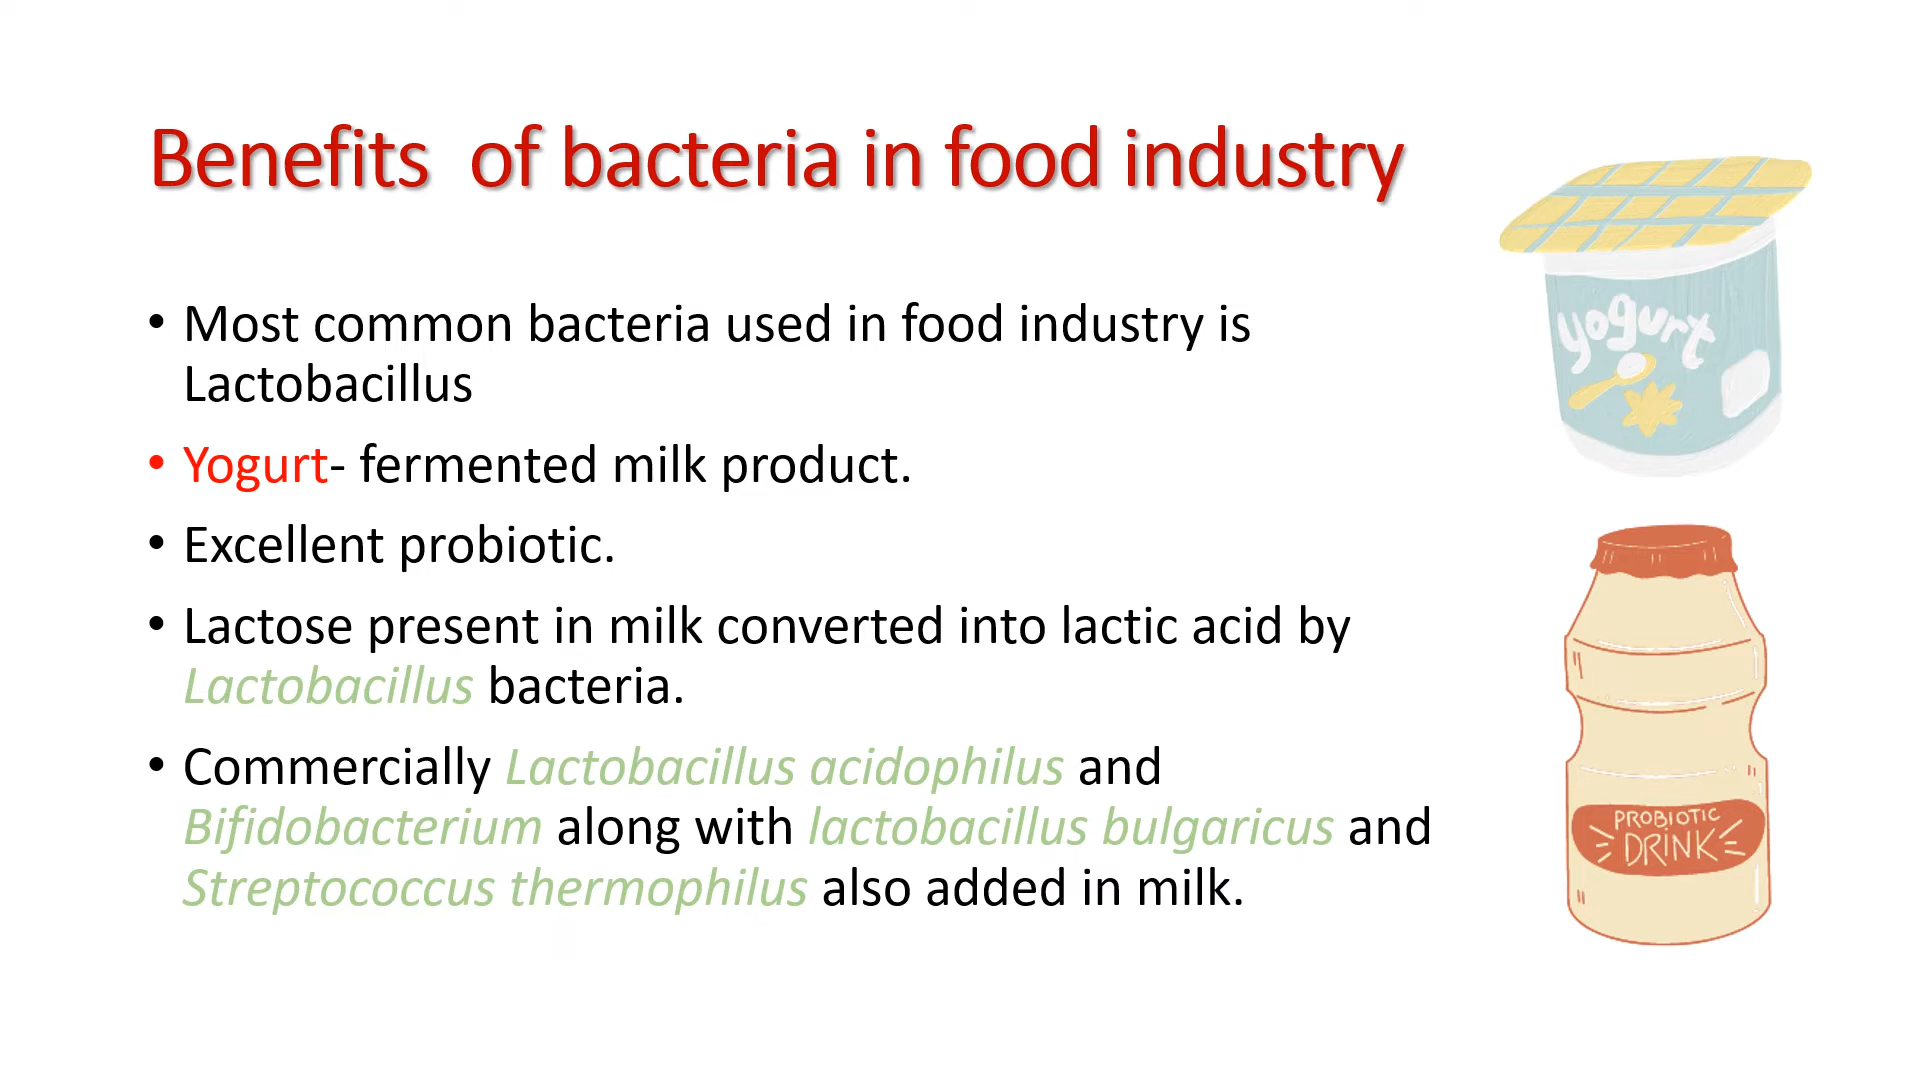 Benefits  of bacteria in food industry
• Most common bacteria used in food industry is
Lactobacillus
• Yogurt- fermented milk product.
• Excellent probiotic.
• Lactose present in milk converted into lactic acid by
Lactobacillus bacteria.
• Commercially Lactobacillus acidophilus and
Bifidobacterium along with lactobacillus bulgaricus and
Streptococcus thermophilus also added in milk.
yogurt
PROBIOTIC
DRINK